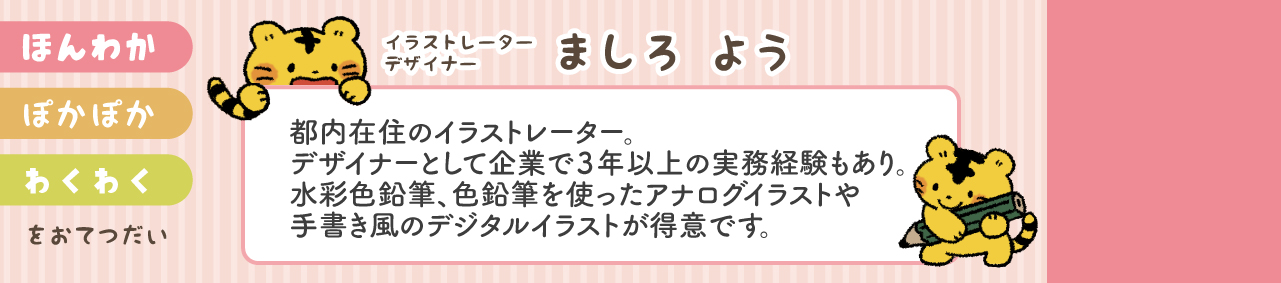 ほんわか
ぽかぽか
わくわく
をおてつだい
イラストレーター
デザイナー
ましろ よう
都内在住のイラストレーター。
デザイナーとして企業で3年以上の実務経験もあり。
水彩色鉛筆、色鉛筆を使ったアナログイラストや
手書き風のデジタルイラストが得意です。